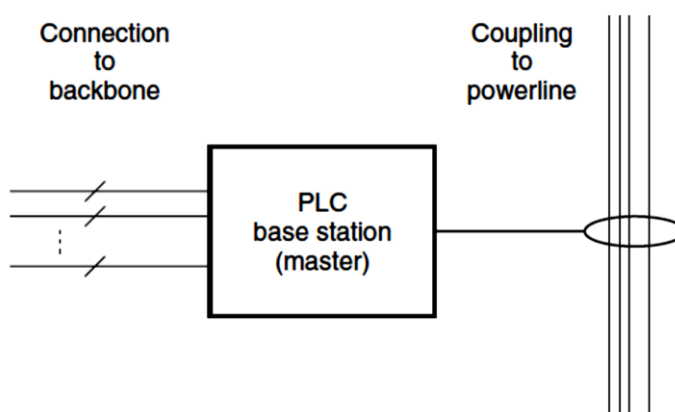 Connection
to
backbone
Coupling
to
powerline
PLC
base station
(master)